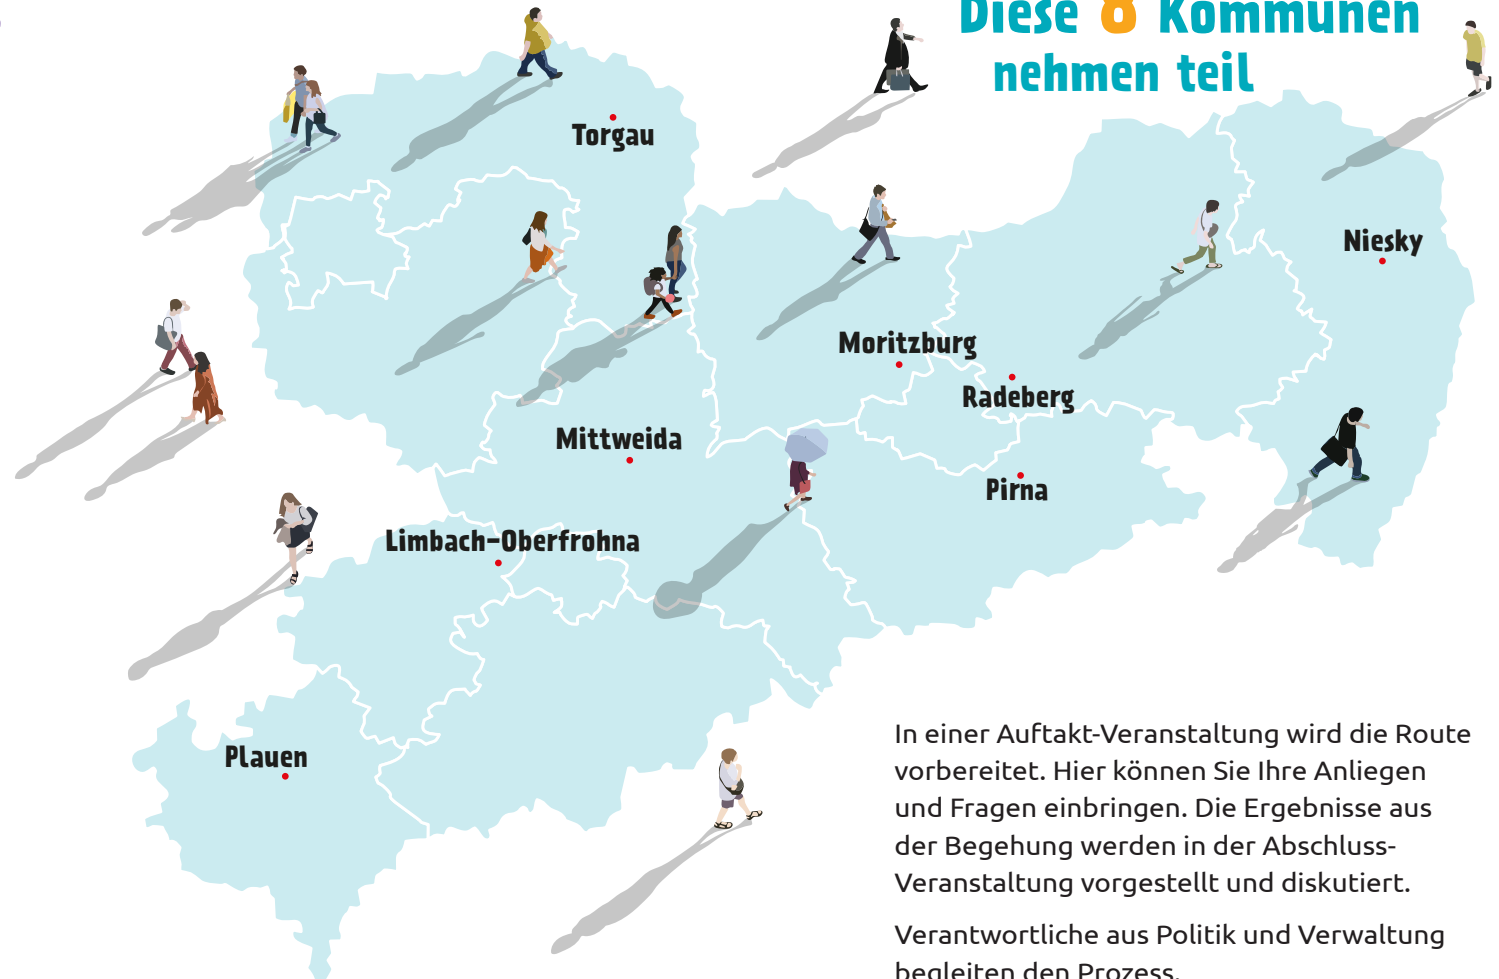 Diese 8 Kommunen
nehmen teil
Torgau
Niesky
Moritzburg
Radeberg
Mittweida
Pirna
Limbach-Oberfrohna
Plauen
In einer Auftakt-Veranstaltung wird die Route
vorbereitet. Hier können Sie Ihre Anliegen
und Fragen einbringen. Die Ergebnisse aus
der Begehung werden in der Abschluss-
Veranstaltung vorgestellt und diskutiert.
Verantwortliche aus Politik und Verwaltung
begleiten den Prozess.